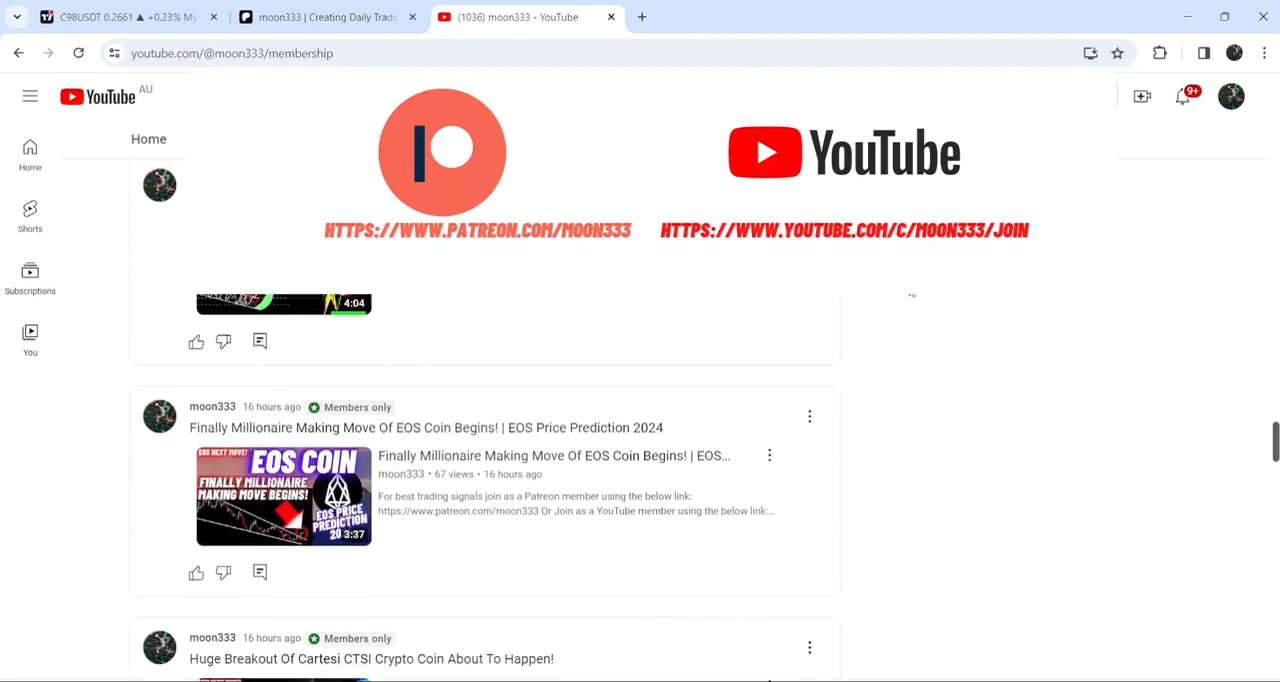 C98USDT 0.2661 ▲ +0.23% My
moon333 | Creating Daily Tradi
(1036) moon333 - YouTube
youtube.com/@moon333/membership
YouTube AU
9+
Home
Home
Shorts
Subscriptions
You
YouTube
HTTPS://WWW.PATREON.COM/MOON333
HTTPS://WWW.YOUTUBE.COM/C/MOON333/JOIN
4:04
moon333 16 hours ago Members only
Finally Millionaire Making Move Of EOS Coin Begins! | EOS Price Prediction 2024
EOS NEXT MOVE!
EOS COIN
FINALLY MILLIONAIRE
MAKING MOVE BEGINS!
EOS PRICE
PREDICTION
20
3:37
Finally Millionaire Making Move Of EOS Coin Begins! | EOS...
moon333 • 67 views • 16 hours ago
For best trading signals join as a Patreon member using the below link:
https://www.patreon.com/moon333 Or Join as a YouTube member using the below link:...
moon333 16 hours ago Members only
Huge Breakout Of Cartesi CTSI Crypto Coin About To Happen!